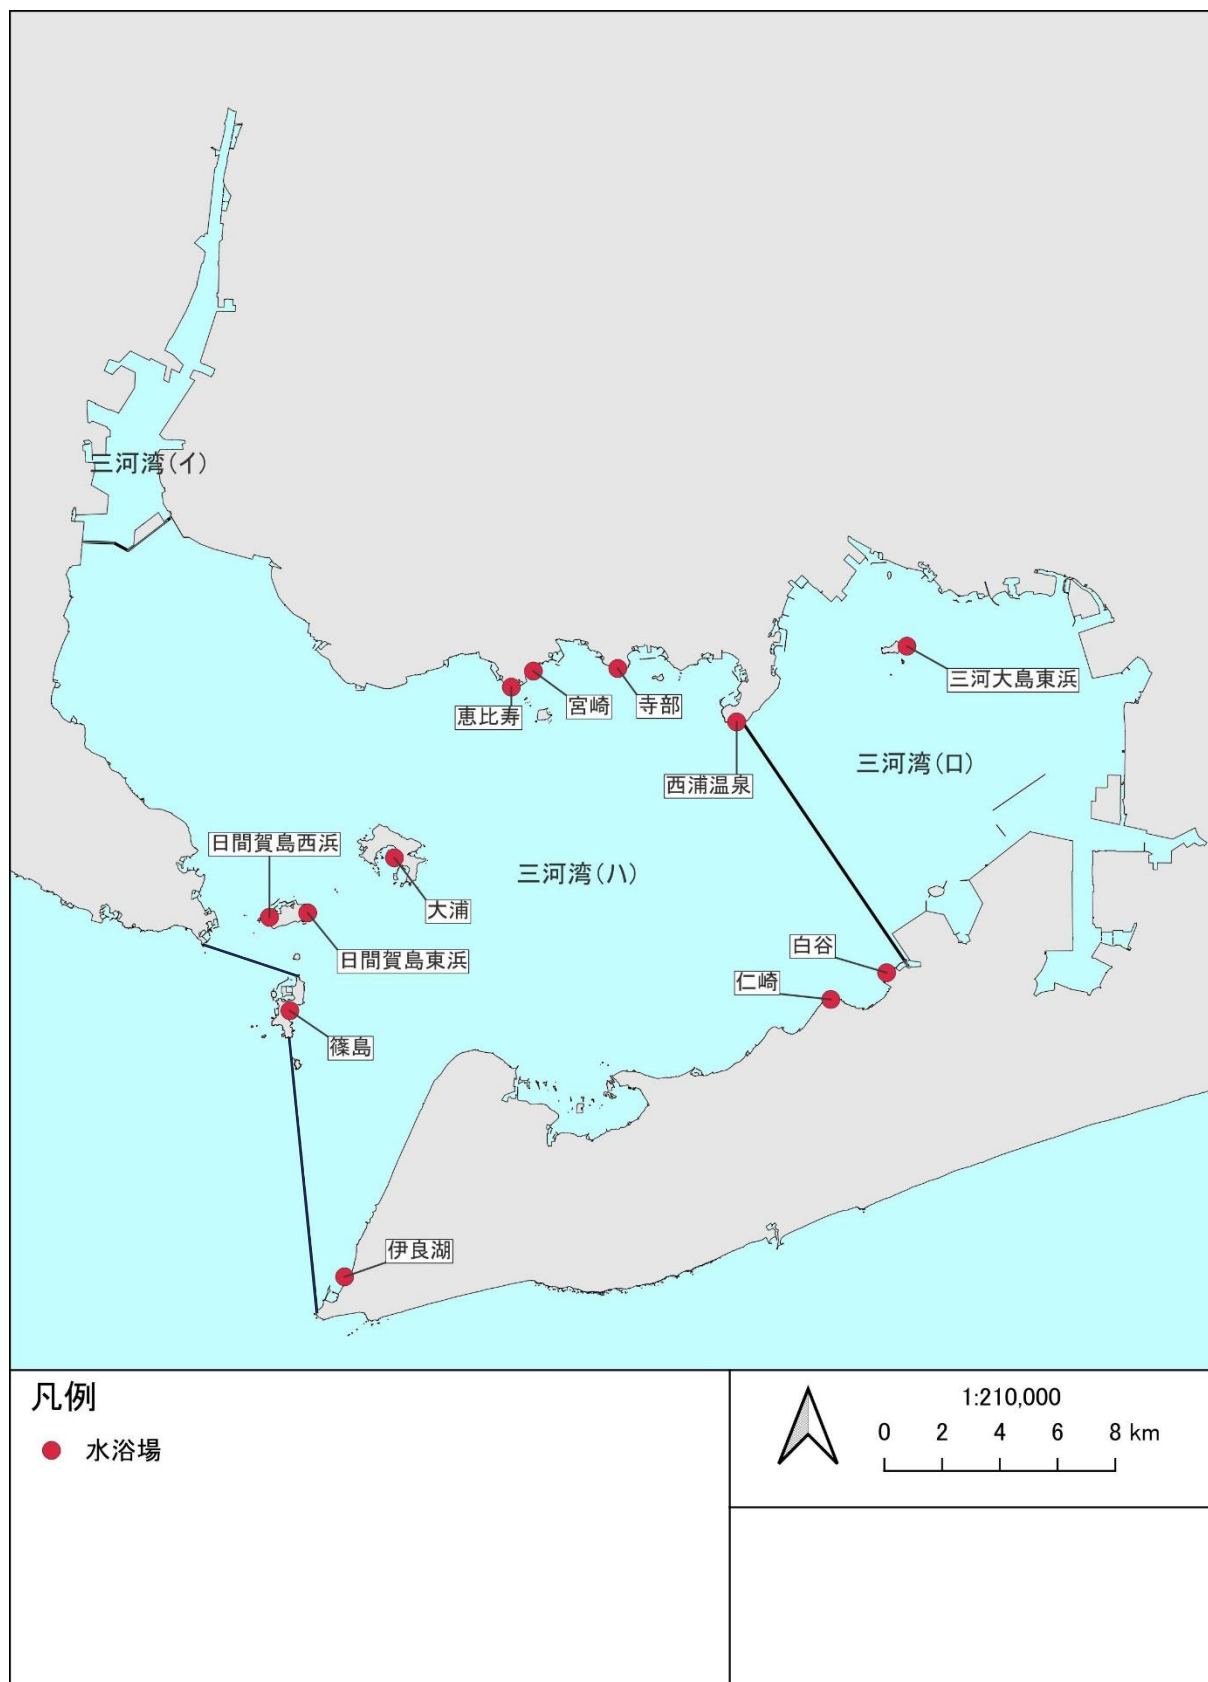 三河湾(イ)
三河大島東浜
宮崎
寺部
恵比寿
三河湾(ロ)
西浦温泉
日間賀島西浜
三河湾(ハ)
大浦
白谷
日間賀島東浜
仁崎
篠島
伊良湖
凡例
水浴場
1:210,000
0 2 4 6 8 km